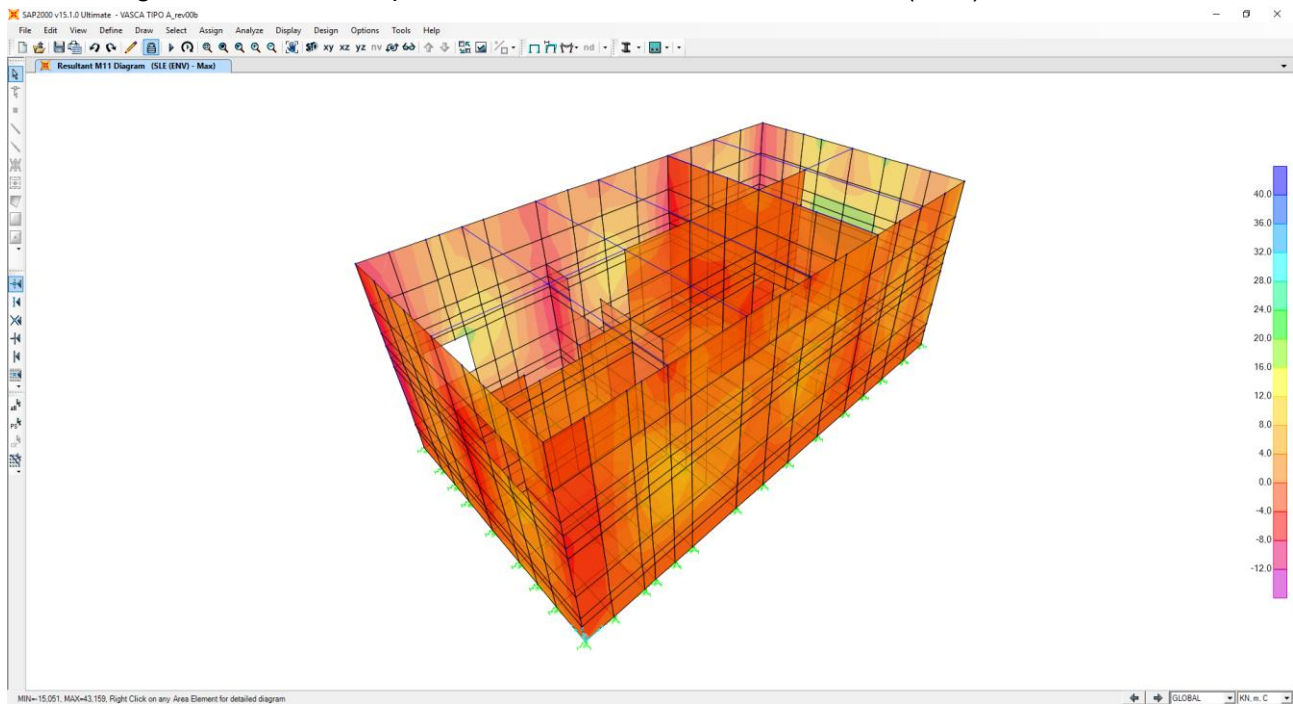 SAP2000 v15.1.0 Ultimate - VASCA TIPO A_rev00b
File Edit View Define Draw Select Assign Analyze Display Design Options Tools Help
xy xz yz nv nd
Resultant M11 Diagram (SLE (ENV) - Max)
40.0
36.0
32.0
28.0
24.0
20.0
16.0
12.0
8.0
4.0
0.0
-4.0
-8.0
-12.0
MIN=-15,051, MAX=43,159, Right Click on any Area Element for detailed diagram
GLOBAL
KN, m, C